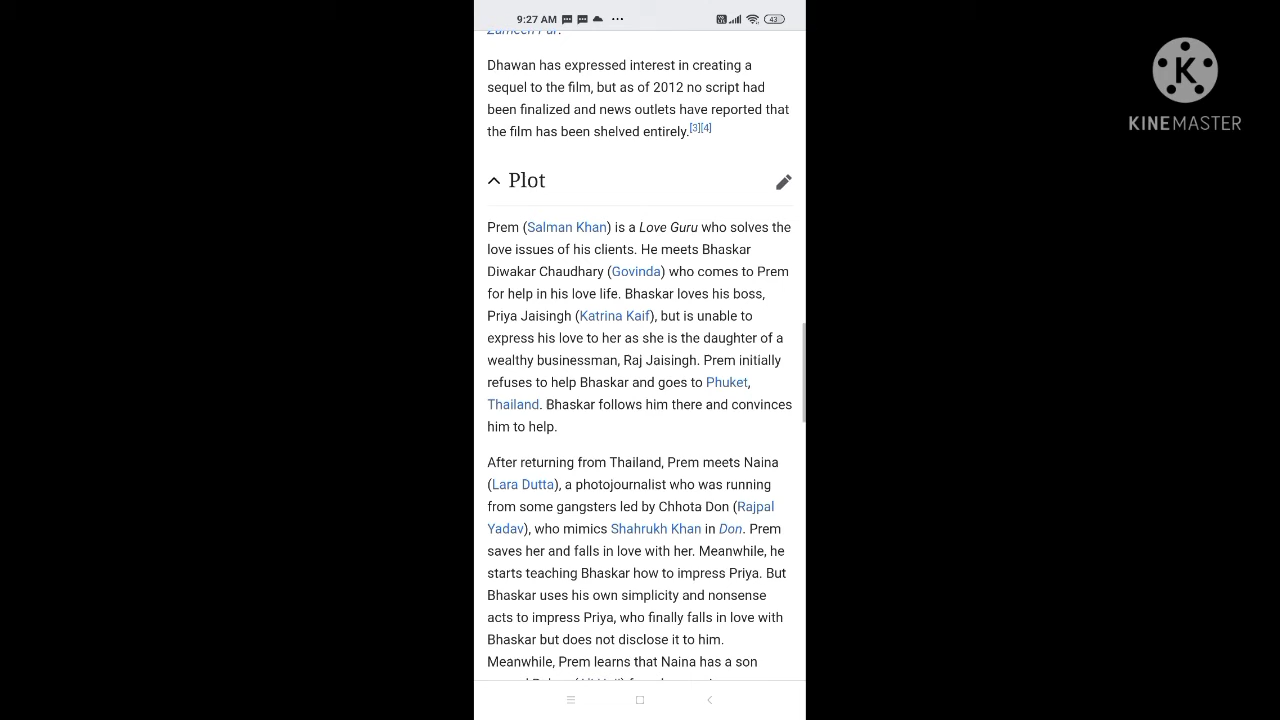 9:27 AM
43
Zameen Par.
Dhawan has expressed interest in creating a
sequel to the film, but as of 2012 no script had
been finalized and news outlets have reported that
the film has been shelved entirely.[3][4]
Plot
Prem (Salman Khan) is a Love Guru who solves the
love issues of his clients. He meets Bhaskar
Diwakar Chaudhary (Govinda) who comes to Prem
for help in his love life. Bhaskar loves his boss,
Priya Jaisingh (Katrina Kaif), but is unable to
express his love to her as she is the daughter of a
wealthy businessman, Raj Jaisingh. Prem initially
refuses to help Bhaskar and goes to Phuket,
Thailand. Bhaskar follows him there and convinces
him to help.
After returning from Thailand, Prem meets Naina
(Lara Dutta), a photojournalist who was running
from some gangsters led by Chhota Don (Rajpal
Yadav), who mimics Shahrukh Khan in Don. Prem
saves her and falls in love with her. Meanwhile, he
starts teaching Bhaskar how to impress Priya. But
Bhaskar uses his own simplicity and nonsense
acts to impress Priya, who finally falls in love with
Bhaskar but does not disclose it to him.
Meanwhile, Prem learns that Naina has a son
K
KINEMASTER